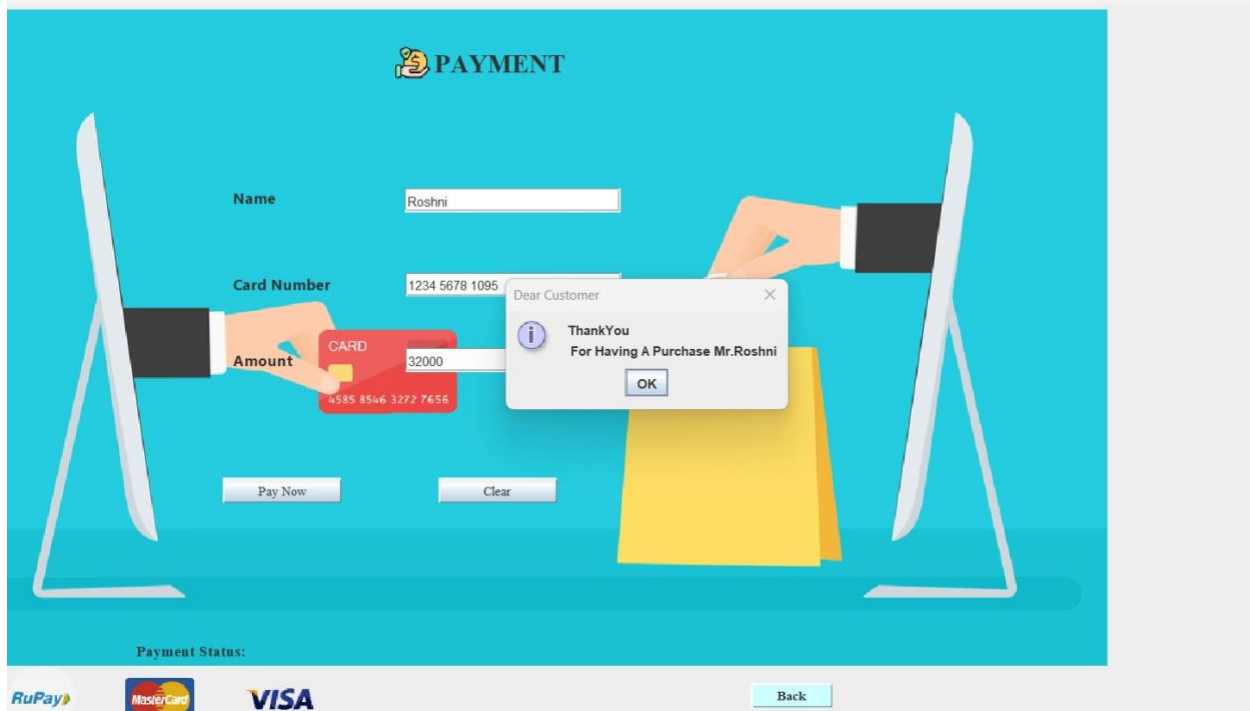 PAYMENT
Name
Roshni
Card Number
1234 5678 1095
Dear Customer
ThankYou
For Having A Purchase Mr.Roshni
OK
CARD
Amount
32000
4585 8546 3272 7656
Pay Now
Clear
Payment Status:
RuPay
MasterCard
VISA
Back